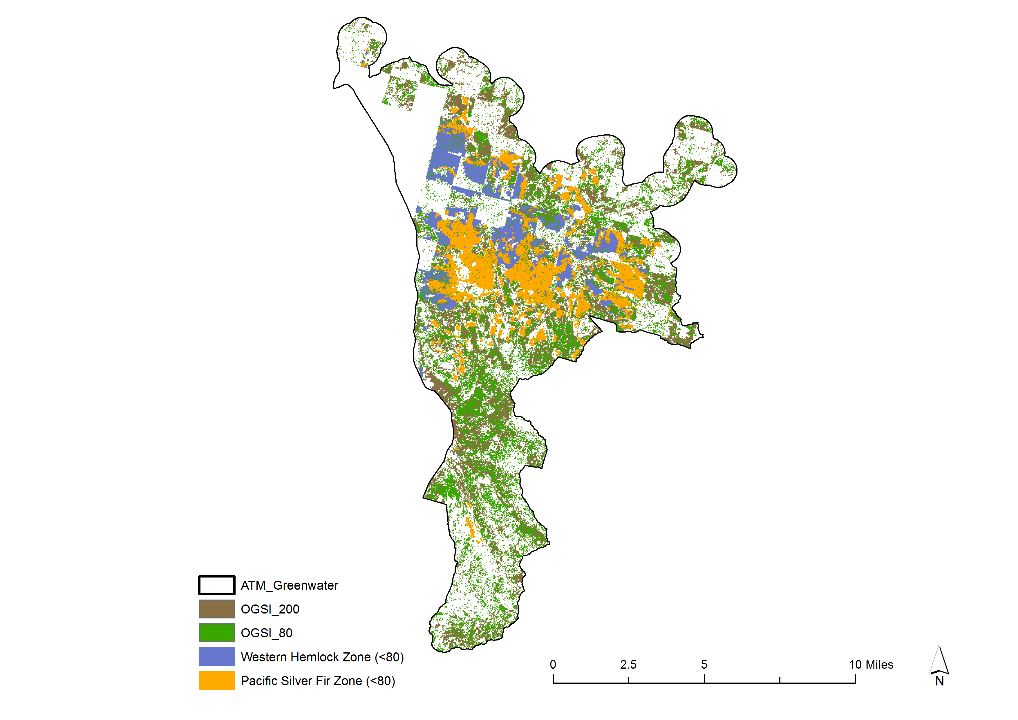 ATM_Greenwater
OGSI_200
OGSI_80
Western Hemlock Zone (<80)
Pacific Silver Fir Zone (<80)
0 2.5 5 10 Miles
N